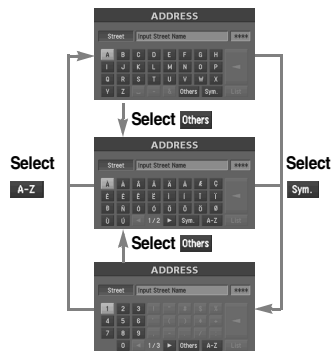 ADDRESS
Street Input Street Name ****
A B C D E F G H
I J K L M N O P
Q R S T U V W X
Y Z Others Sym. List
Select Others
ADDRESS
Street Input Street Name ****
1/2 Sym. A-Z List
Select A-Z
Select Sym.
Select Others
ADDRESS
Street Input Street Name ****
1 2 3
4 5 6
7 8 9
0 1/3 Others A-Z List